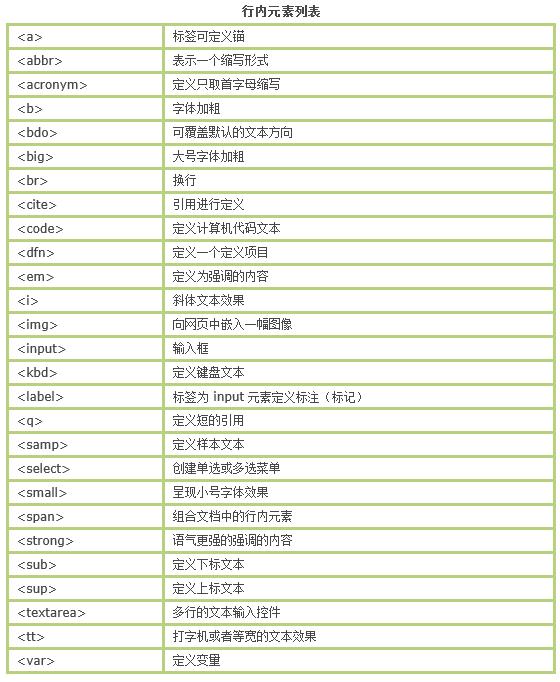 行内元素列表
<a> 标签可定义锚
<abbr> 表示一个缩写形式
<acronym> 定义只取首字母缩写
<b> 字体加粗
<bdo> 可覆盖默认的文本方向
<big> 大号字体加粗
<br> 换行
<cite> 引用进行定义
<code> 定义计算机代码文本
<dfn> 定义一个定义项目
<em> 定义为强调的内容
<i> 斜体文本效果
<img> 向网页中嵌入一幅图像
<input> 输入框
<kbd> 定义键盘文本
<label> 标签为 input 元素定义标注（标记）
<q> 定义短的引用
<samp> 定义样本文本
<select> 创建单选或多选菜单
<small> 呈现小号字体效果
<span> 组合文档中的行内元素
<strong> 语气更强的强调的内容
<sub> 定义下标文本
<sup> 定义上标文本
<textarea> 多行的文本输入控件
<tt> 打字机或者等宽的文本效果
<var> 定义变量